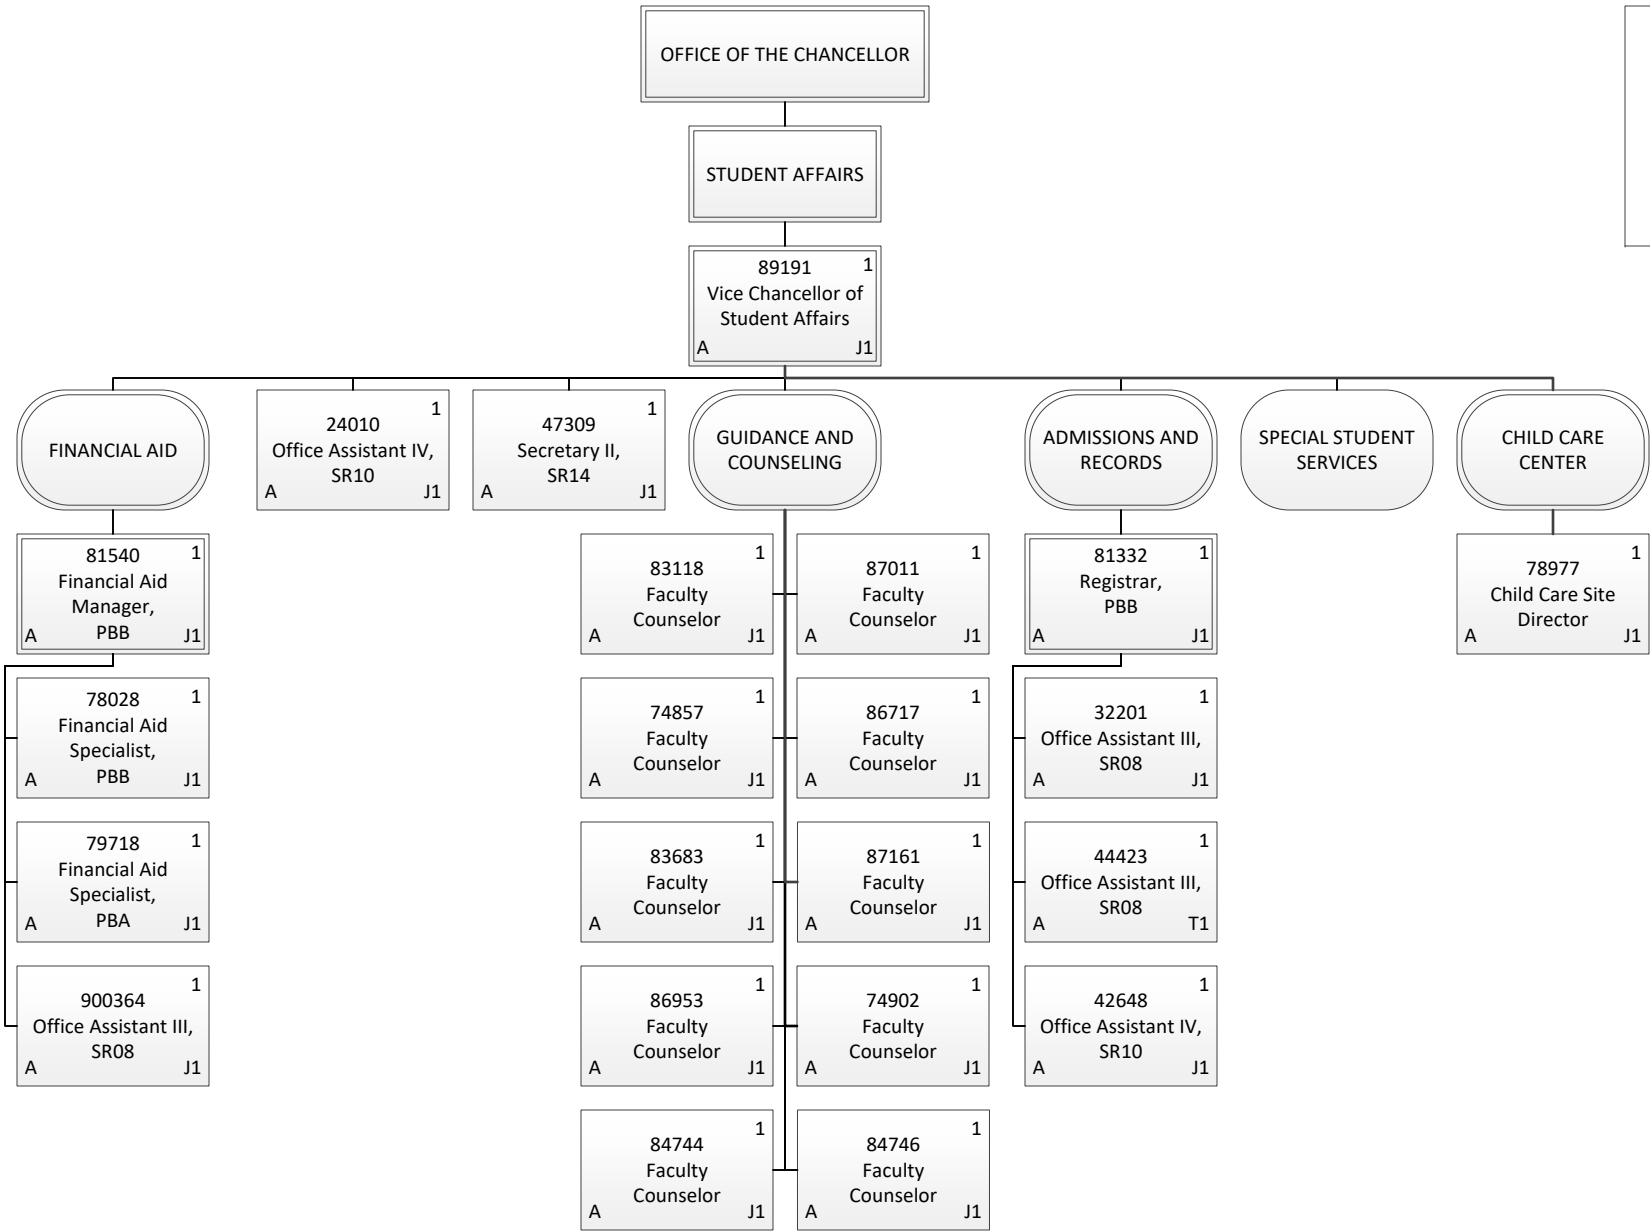 OFFICE OF THE CHANCELLOR
STUDENT AFFAIRS
89191 1
Vice Chancellor of
Student Affairs
A J1
FINANCIAL AID
1
24010
Office Assistant IV,
SR10
A J1
1
47309
Secretary II,
SR14
A J1
GUIDANCE AND
COUNSELING
ADMISSIONS AND
RECORDS
SPECIAL STUDENT
SERVICES
CHILD CARE
CENTER
81540 1
Financial Aid
Manager,
PBB
A J1
78028 1
Financial Aid
Specialist,
PBB
A J1
79718 1
Financial Aid
Specialist,
PBA
A J1
1
900364
Office Assistant III,
SR08
A J1
1
83118
Faculty
Counselor
A J1
1
87011
Faculty
Counselor
A J1
1
74857
Faculty
Counselor
A J1
1
86717
Faculty
Counselor
A J1
1
83683
Faculty
Counselor
A J1
1
87161
Faculty
Counselor
A J1
1
86953
Faculty
Counselor
A J1
1
74902
Faculty
Counselor
A J1
1
84744
Faculty
Counselor
A J1
1
84746
Faculty
Counselor
A J1
81332 1
Registrar,
PBB
A J1
1
32201
Office Assistant III,
SR08
A J1
1
44423
Office Assistant III,
SR08
A T1
1
42648
Office Assistant IV,
SR10
A J1
1
78977
Child Care Site
Director
A J1